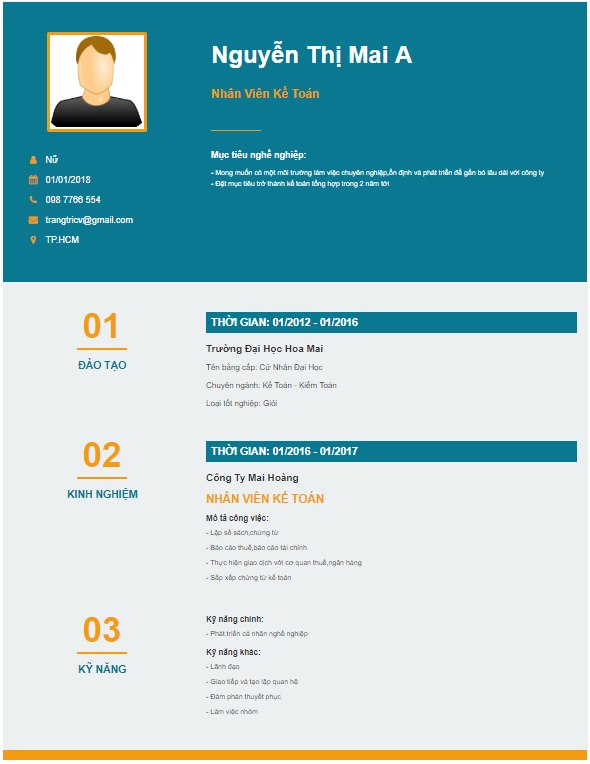 Nguyễn Thị Mai A
Nhân Viên Kế Toán
Mục tiêu nghề nghiệp:
- Mong muốn có một môi trường làm việc chuyên nghiệp,ổn định và phát triển để gắn bó lâu dài với công ty
- Đặt mục tiêu trở thành kế toán tổng hợp trong 2 năm tới
Nữ
01/01/2018
098 7766 554
trangtricv@gmail.com
TP.HCM
01
ĐÀO TẠO
THỜI GIAN: 01/2012 - 01/2016
Trường Đại Học Hoa Mai
Tên bằng cấp: Cử Nhân Đại Học
Chuyên ngành: Kế Toán - Kiểm Toán
Loại tốt nghiệp: Giỏi
02
KINH NGHIỆM
THỜI GIAN: 01/2016 - 01/2017
Công Ty Mai Hoàng
NHÂN VIÊN KẾ TOÁN
Mô tả công việc:
- Lập sổ sách,chứng từ
- Báo cáo thuế,báo cáo tài chính
- Thực hiện giao dịch với cơ quan thuế,ngân hàng
- Sắp xếp chứng từ kế toán
03
KỸ NĂNG
Kỹ năng chính:
- Phát triển cá nhân nghề nghiệp
Kỹ năng khác:
- Lãnh đạo
- Giao tiếp và tạo lập quan hệ
- Đàm phán thuyết phục
- Làm việc nhóm